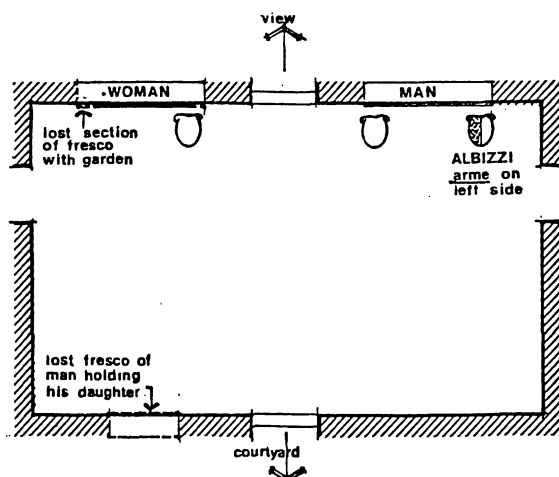 view
WOMAN
MAN
lost section
of fresco
with garden
ALBIZZI
arme on
left side
lost fresco of
man holding
his daughter
courtyard